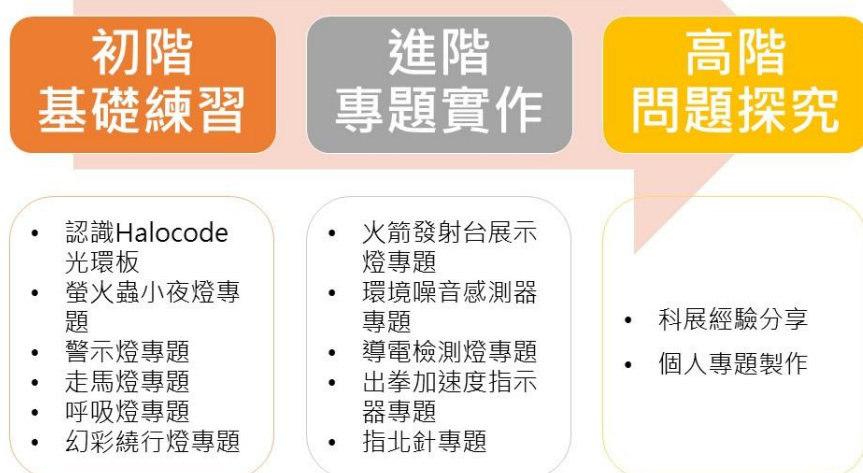 初階
基礎練習
進階
專題實作
高階
問題探究
• 認識Halocode
光環板
• 螢火蟲小夜燈專
題
• 警示燈專題
• 走馬燈專題
• 呼吸燈專題
• 幻彩繞行燈專題
• 火箭發射台展示
燈專題
• 環境噪音感測器
專題
• 導電檢測燈專題
• 出拳加速度指示
器專題
• 指北針專題
• 科展經驗分享
• 個人專題製作